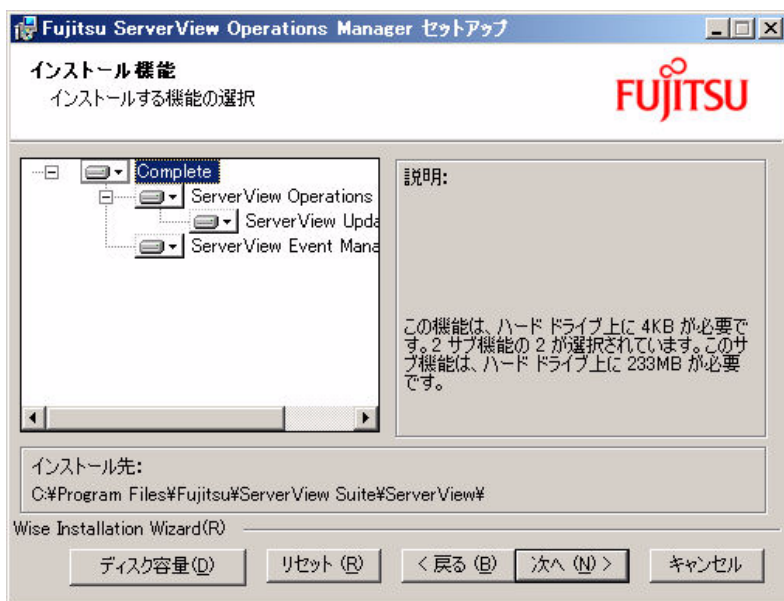 Fujitsu ServerView Operations Manager セットアップ
インストール機能
インストールする機能の選択
FUJITSU
Complete
ServerView Operations
ServerView Upda
ServerView Event Mana
説明:
この機能は、ハード ドライブ上に 4KB が必要で
す。2 サブ機能の 2 が選択されています。このサ
ブ機能は、ハード ドライブ上に 233MB が必要
です。
インストール先:
C:¥Program Files¥Fujitsu¥ServerView Suite¥ServerView¥
Wise Installation Wizard(R)
ディスク容量(D)
リセット (R)
< 戻る (B)
次へ (N) >
キャンセル